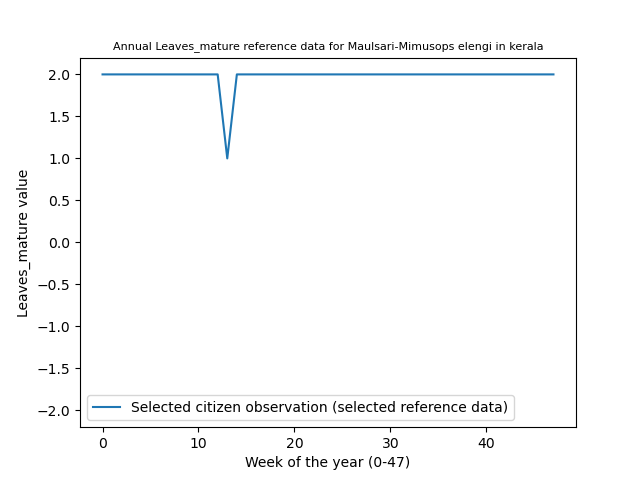 Annual Leaves_mature reference data for Maulsari-Mimusops elengi in kerala
Leaves_mature value
2.0
1.5
1.0
0.5
0.0
−0.5
−1.0
−1.5
−2.0
Selected citizen observation (selected reference data)
0 10 20 30 40
Week of the year (0-47)